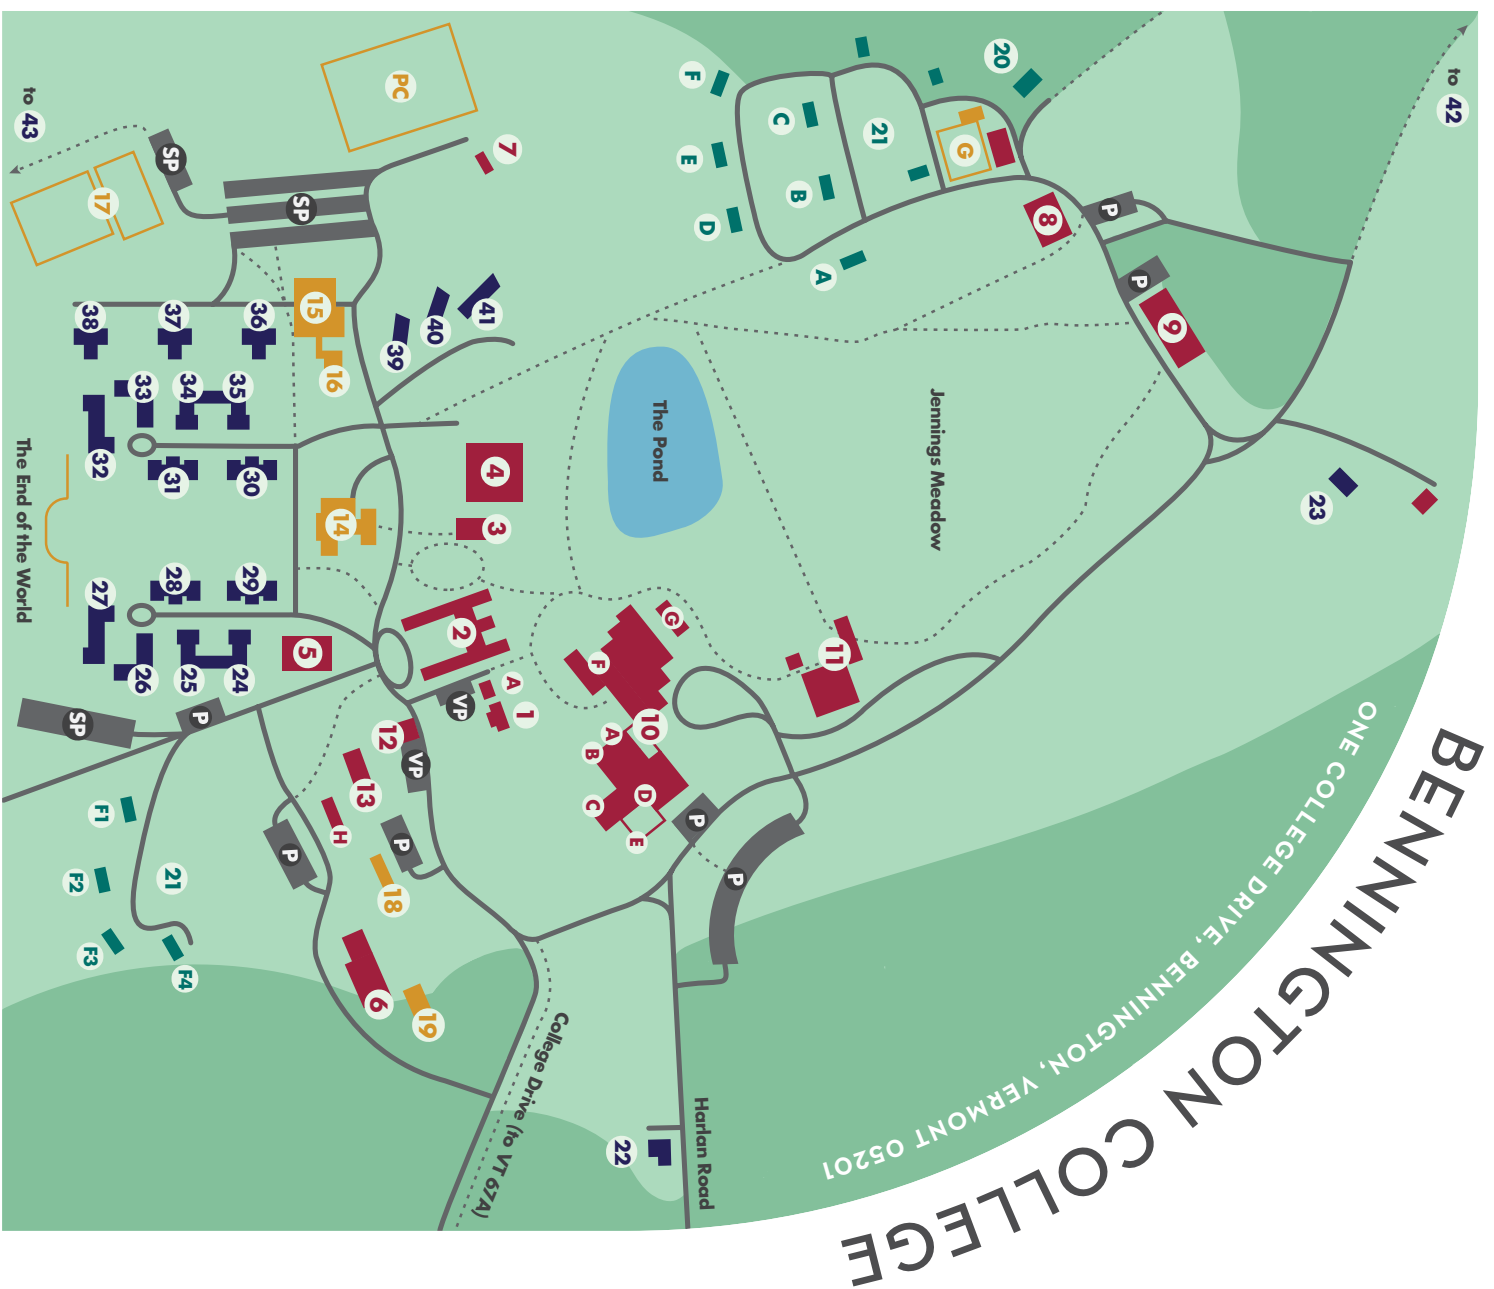 BENNINGTON COLLEGE
ONE COLLEGE DRIVE, BENNINGTON, VERMONT 05201
to 42
20
21
G
8
P
P
9
23
F
E
D
C
B
A
Jennings Meadow
The Pond
7
PC
to 43
SP
17
SP
15
16
41
40
39
38
37
36
33
34
35
32
31
30
The End of the World
14
4
3
27
28
29
26
25
24
5
2
A
1
VP
G
F
10
A
B
C
D
E
11
P
P
SP
P
12
VP
13
H
P
P
18
6
19
F1
F2
F3
F4
21
College Drive (to VT 67A)
Harlan Road
22